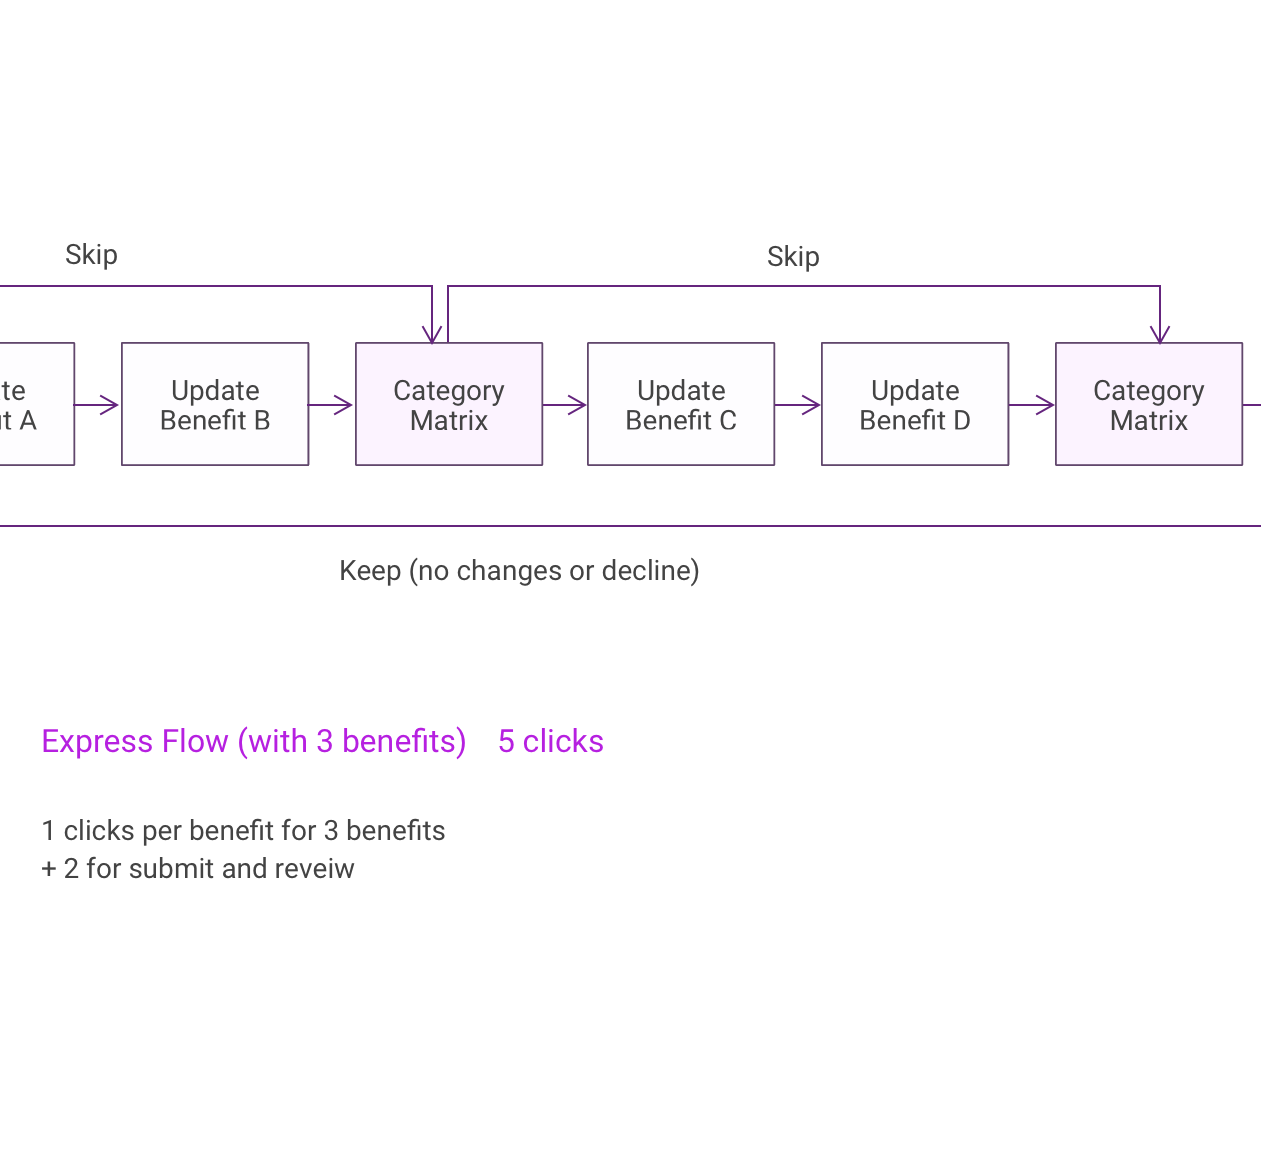 Skip
Skip
te
it A
Update
Benefit B
Category
Matrix
Update
Benefit C
Update
Benefit D
Category
Matrix
Keep (no changes or decline)
Express Flow (with 3 benefits) 5 clicks
1 clicks per benefit for 3 benefits
+ 2 for submit and reveiw